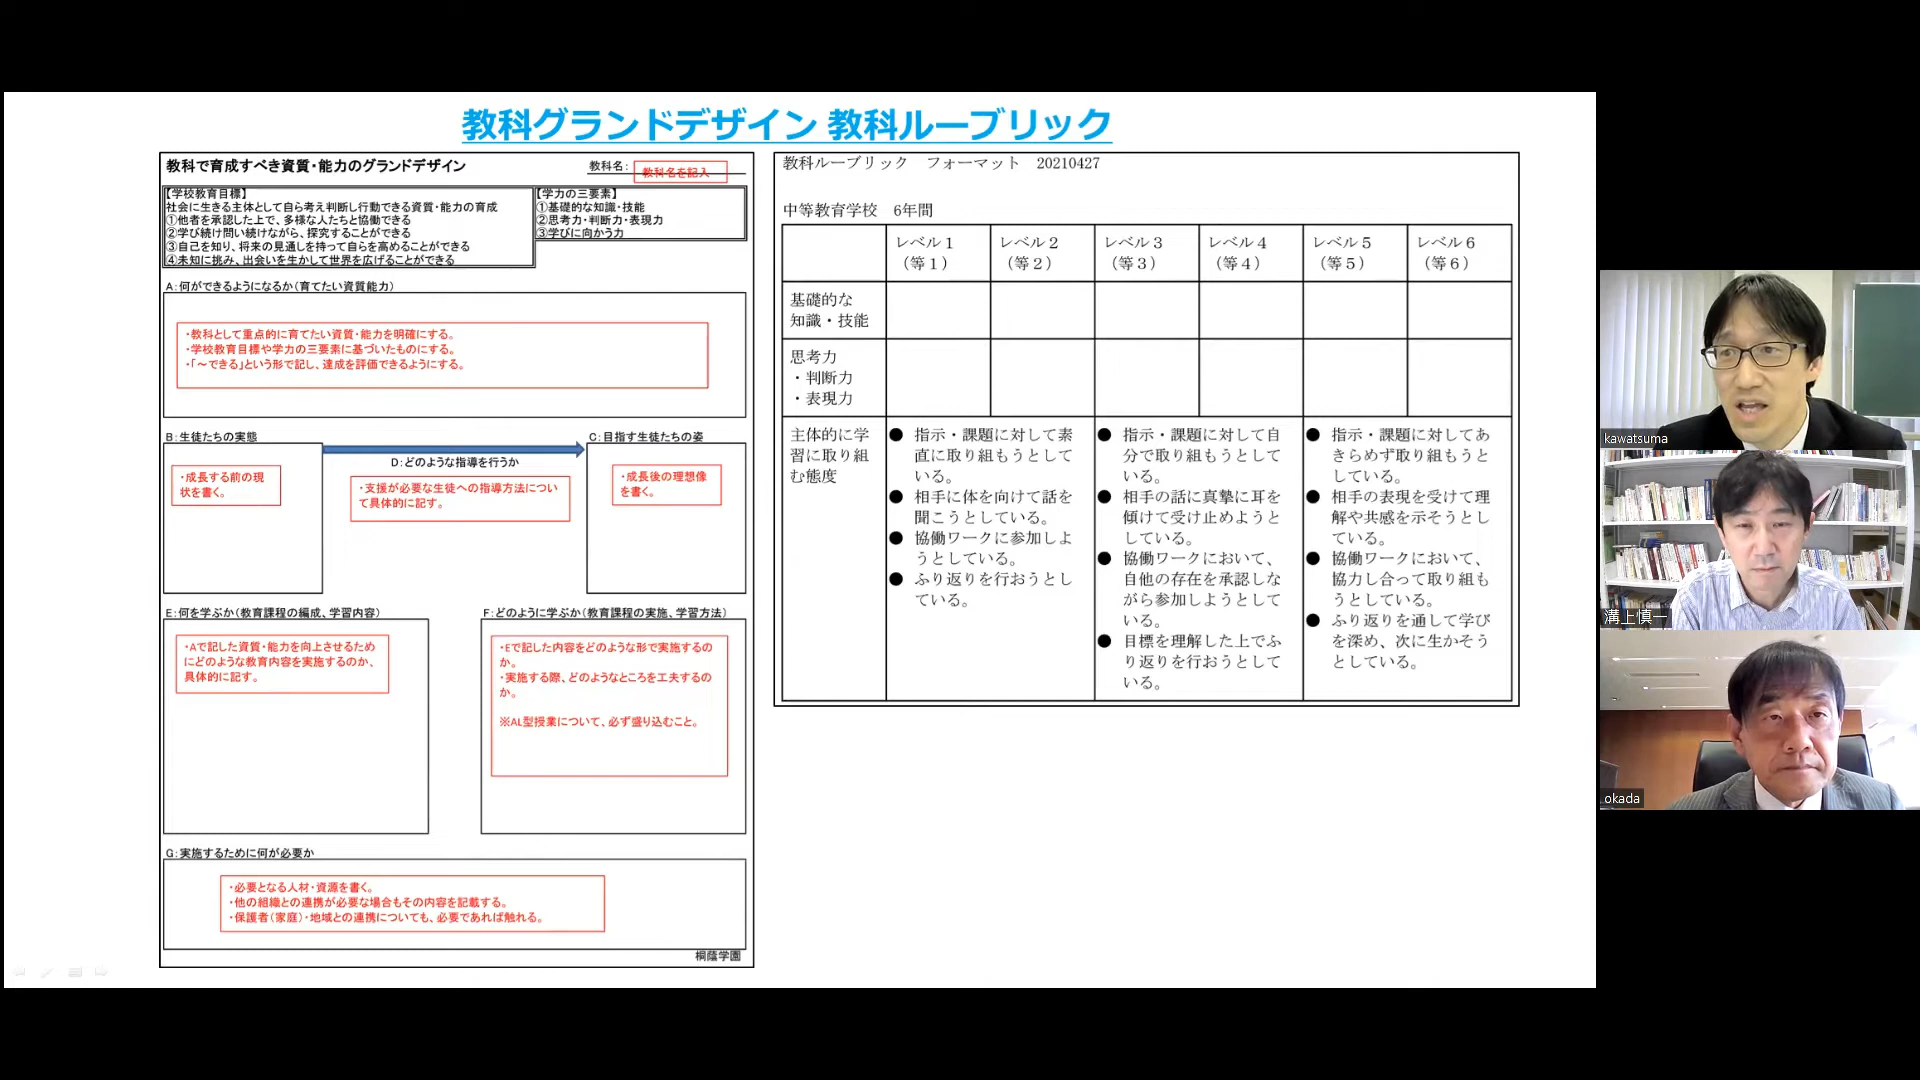 教科グランドデザイン 教科ルーブリック
教科で育成すべき資質・能力のグランドデザイン
教科名:
教科名を記入
【学校教育目標】
社会に生きる主体として自ら考え判断し行動できる資質・能力の育成
①他者を承認した上で、多様な人たちと協働できる
②学び続け問い続けながら、探究することができる
③自己を知り、将来の見通しを持って自らを高めることができる
④未知に挑み、出会いを生かして世界を広げることができる
【学力の三要素】
①基礎的な知識・技能
②思考力・判断力・表現力
③学びに向かう力
A:何ができるようになるか(育てたい資質能力)
・教科として重点的に育てたい資質・能力を明確にする。
・学校教育目標や学力の三要素に基づいたものにする。
・「~できる」という形で記し、達成を評価できるようにする。
B:生徒たちの実態
・成長する前の現
状を書く。
D:どのような指導を行うか
・支援が必要な生徒への指導方法につい
て具体的に記す。
C:目指す生徒たちの姿
・成長後の理想像
を書く。
E:何を学ぶか(教育課程の編成、学習内容)
・Aで記した資質・能力を向上させるため
にどのような教育内容を実施するのか、
具体的に記す。
F:どのように学ぶか(教育課程の実施、学習方法)
・Eで記した内容をどのような形で実施するの
か。
・実施する際、どのようなところを工夫するの
か。
※AL型授業について、必ず盛り込むこと。
G:実施するために何が必要か
・必要となる人材・資源を書く。
・他の組織との連携が必要な場合もその内容を記載する。
・保護者(家庭)・地域との連携についても、必要であれば触れる。
桐蔭学園
教科ルーブリック フォーマット 20210427
中等教育学校 6年間
レベル1
(等1)
レベル2
(等2)
レベル3
(等3)
レベル4
(等4)
レベル5
(等5)
レベル6
(等6)
基礎的な
知識・技能
思考力
・判断力
・表現力
主体的に学
習に取り組
む態度
● 指示・課題に対して素
直に取り組もうとして
いる。
● 相手に体を向けて話を
聞こうとしている。
● 協働ワークに参加しよ
うとしている。
● ふり返りを行おうとし
ている。
● 指示・課題に対して自
分で取り組もうとして
いる。
● 相手の話に真摯に耳を
傾けて受け止めようと
している。
● 協働ワークにおいて、
自他の存在を承認しな
がら参加しようとして
いる。
● 目標を理解した上でふ
り返りを行おうとして
いる。
● 指示・課題に対してあ
きらめず取り組もうと
している。
● 相手の表現を受けて理
解や共感を示そうとし
ている。
● 協働ワークにおいて、
協力し合って取り組も
うとしている。
● ふり返りを通して学び
を深め、次に生かそう
としている。
kawatsuma
溝上慎一
okada